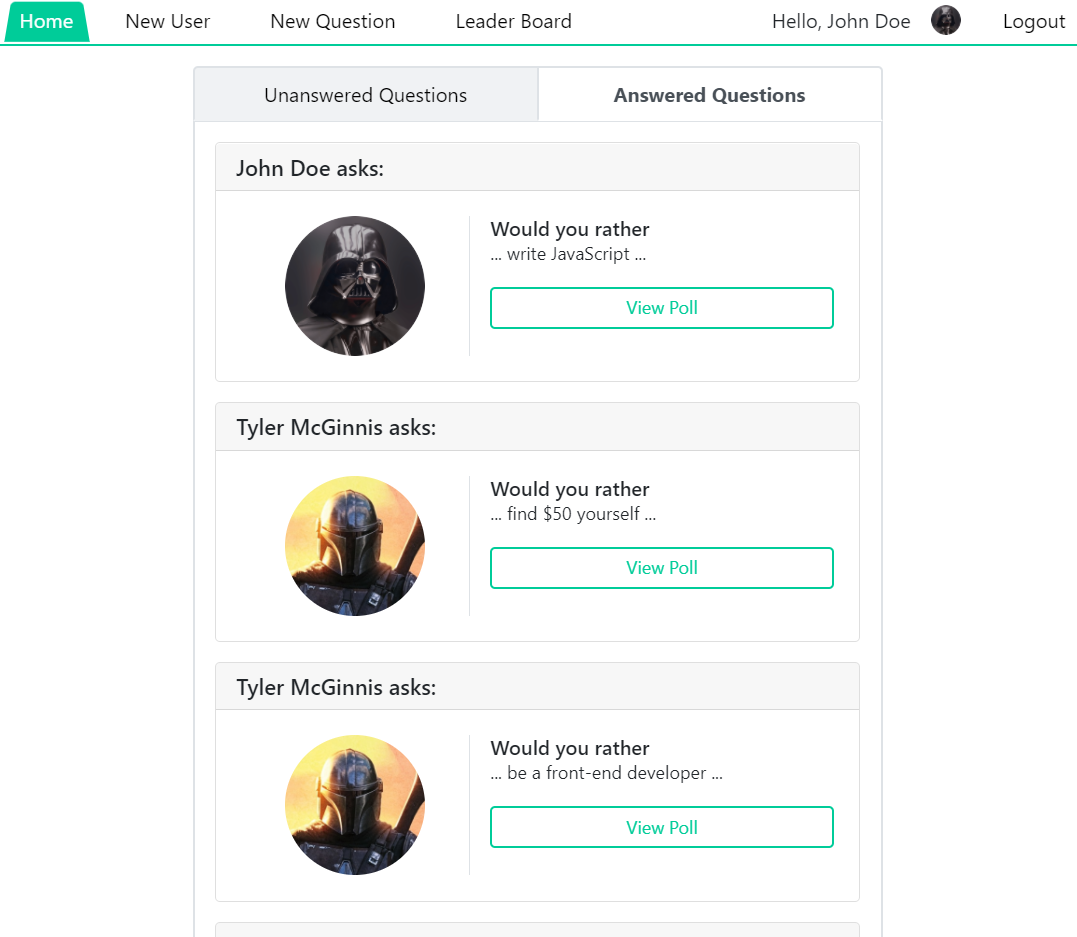 Home New User New Question Leader Board Hello, John Doe Logout
Unanswered Questions Answered Questions
John Doe asks:
Would you rather
... write JavaScript ...
View Poll
Tyler McGinnis asks:
Would you rather
... find $50 yourself ...
View Poll
Tyler McGinnis asks:
Would you rather
... be a front-end developer ...
View Poll